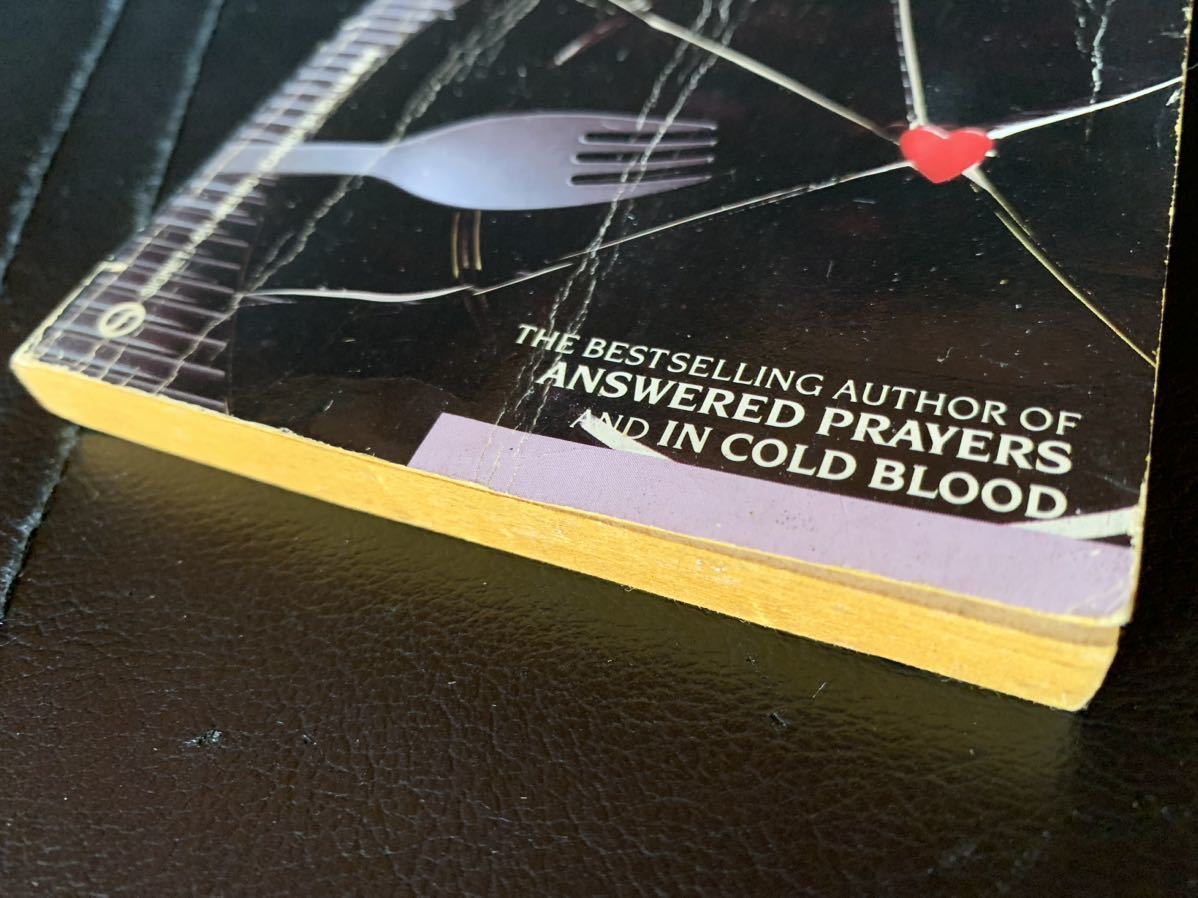 THE BESTSELLING AUTHOR OF
ANSWERED PRAYERS
AND IN COLD BLOOD